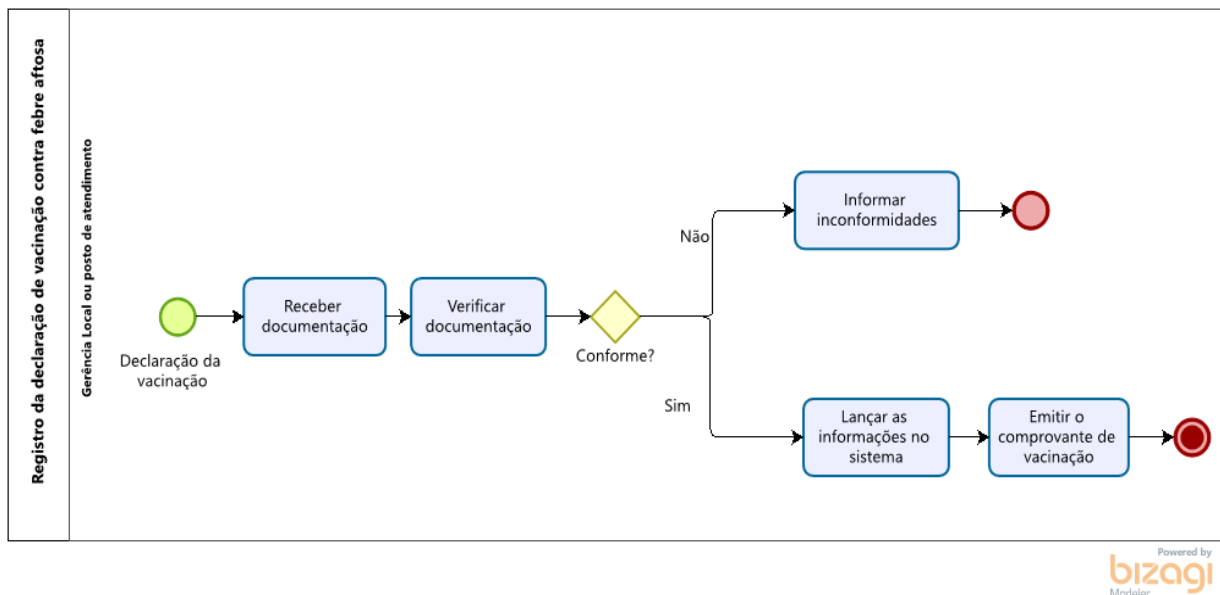 Registro da declaração de vacinação contra febre aftosa
Gerência Local ou posto de atendimento
Declaração da
vacinação
Receber
documentação
Verificar
documentação
Conforme?
Não
Informar
inconformidades
Sim
Lançar as
informações no
sistema
Emitir o
comprovante de
vacinação
Powered by
bizagi
Modeler